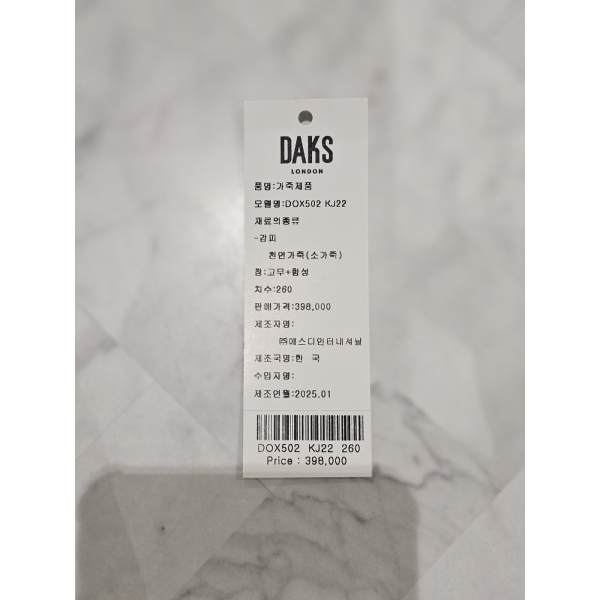 DAKS
LONDON
품명:가죽제품
모델명:DOX502 KJ22
재료의종류
-갑피
천연가죽(소가죽)
창:고무+합성
치수:260
판매가격:398,000
제조자명:
㈜에스디인터내셔날
제조국명:한 국
수입자명:
제조연월:2025.01
DOX502 KJ22 260
Price : 398,000